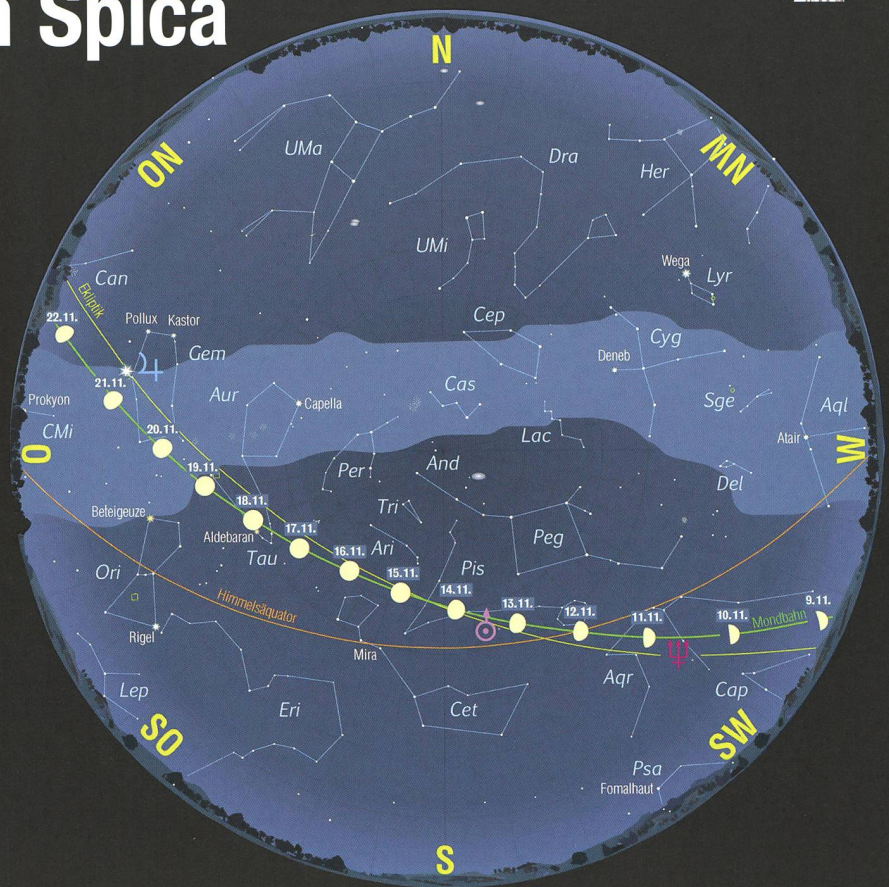 n Spica
N
NO
NW
UMa
Dra
Her
UMi
Wega
Lyr
Can
Ekliptik
22.11.
Pollux
Kastor
Cep
Gem
Cyg
Deneb
21.11.
Aur
Cas
Sge
Aql
Prokyon
Capella
CMi
20.11.
Lac
Atair
O
W
19.11.
Per
And
Del
18.11.
Beteigeuze
Tri
Aldebaran
17.11.
Peg
Tau
16.11.
Ari
Ori
15.11.
Pis
14.11.
Himmelsäquator
13.11.
12.11.
11.11.
10.11.
9.11.
Mondbahn
Rigel
Mira
Aqr
Cap
Lep
Eri
Cet
SO
SW
Psa
Fomalhaut
S